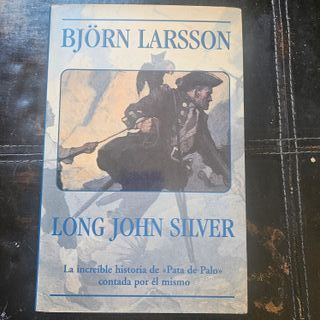 BJÖRN LARSSON
LONG JOHN SILVER
La increíble historia de «Pata de Palo»
contada por él mismo